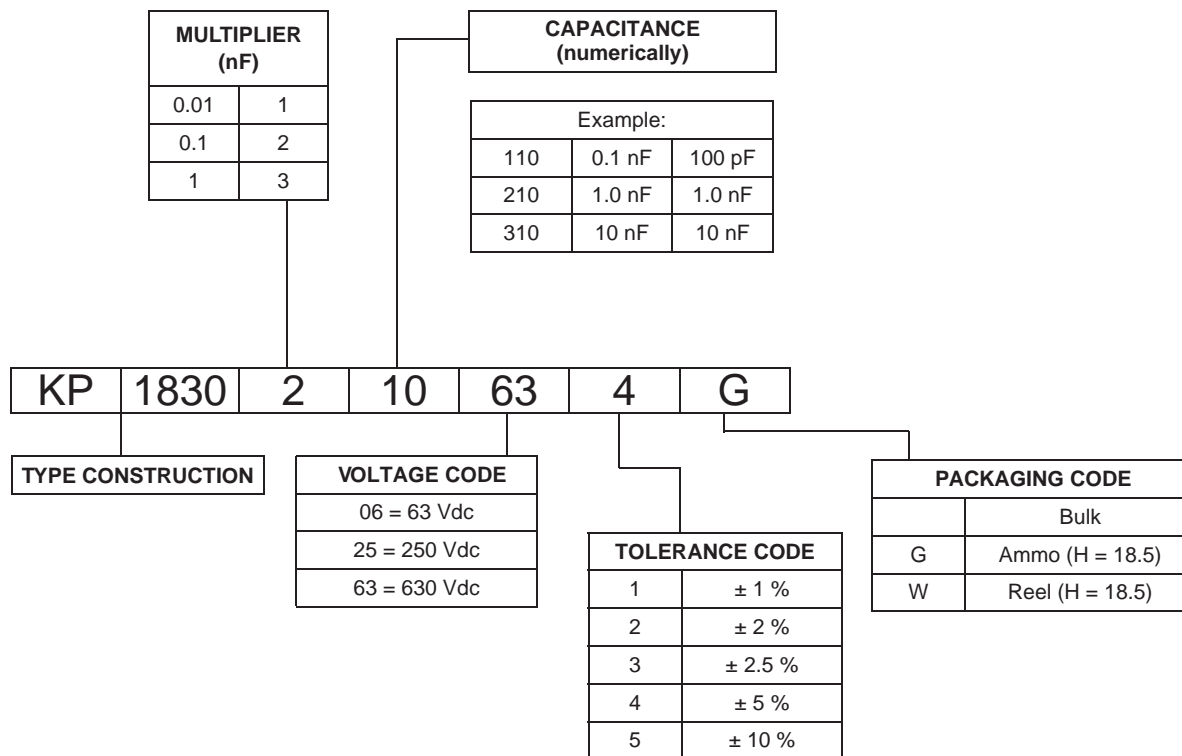 MULTIPLIER
(nF)
0.01 1
0.1 2
1 3
CAPACITANCE
(numerically)
Example:
110 0.1 nF 100 pF
210 1.0 nF 1.0 nF
310 10 nF 10 nF
KP 1830 2 10 63 4 G
TYPE CONSTRUCTION
VOLTAGE CODE
06 = 63 Vdc
25 = 250 Vdc
63 = 630 Vdc
TOLERANCE CODE
1 ± 1 %
2 ± 2 %
3 ± 2.5 %
4 ± 5 %
5 ± 10 %
PACKAGING CODE
Bulk
G Ammo (H = 18.5)
W Reel (H = 18.5)